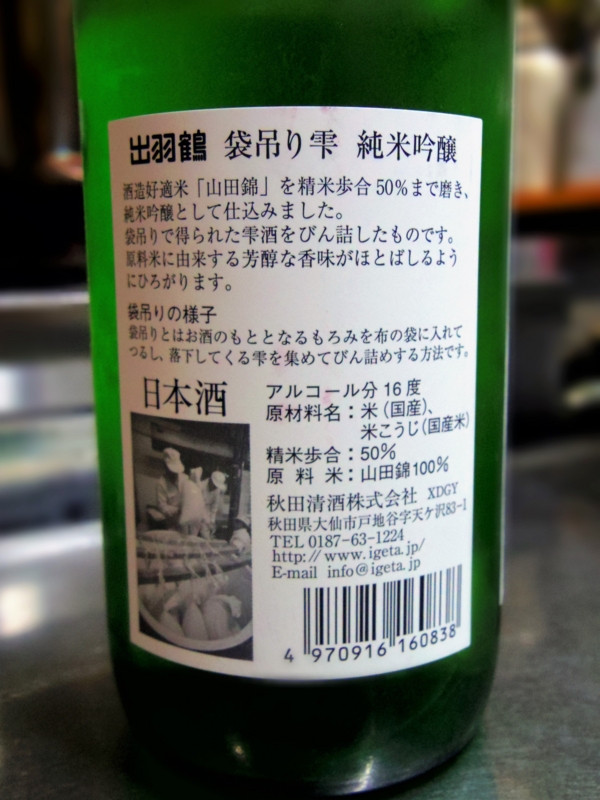 出羽鶴 袋吊り雫 純米吟醸
酒造好適米「山田錦」を精米歩合50%まで磨き、
純米吟醸として仕込みました。
袋吊りで得られた雫酒をびん詰したものです。
原料米に由来する芳醇な香味がほとばしるよう
にひろがります。
袋吊りの様子
袋吊りとはお酒のもととなるもろみを布の袋に入れて
つるし、落下してくる雫を集めてびん詰めする方法です。
日本酒
アルコール分16度
原材料名：米（国産）、
米こうじ（国産米）
精米歩合：50%
原料米：山田錦100%
秋田清酒株式会社 XDGY
秋田県大仙市戸地谷字天ケ沢83-1
TEL 0187-63-1224
http://www.igeta.jp/
E-mail info@igeta.jp
4 970916 160838